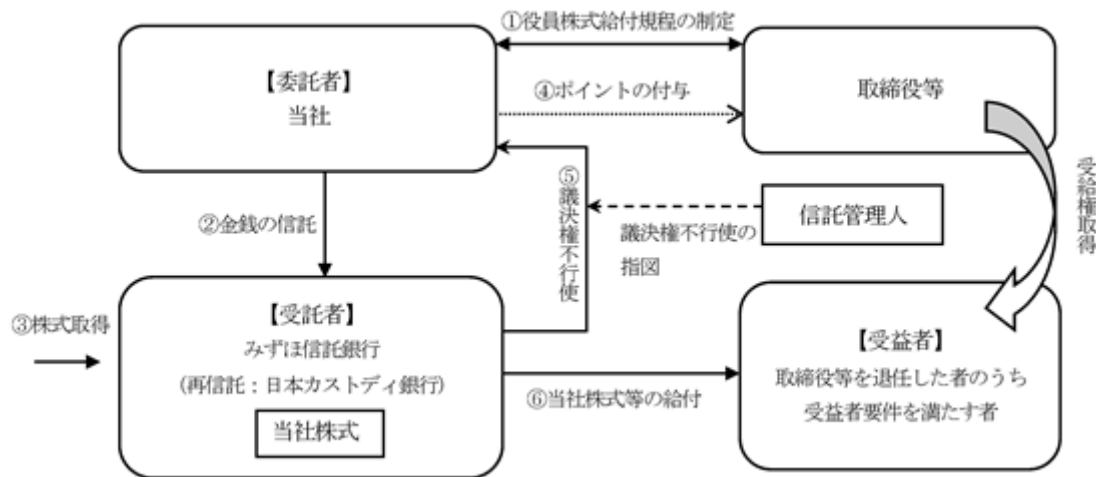 ①役員株式給付規程の制定
【委託者】
当社
④ポイントの付与
取締役等
②金銭の信託
⑤議決権不行使
議決権不行使の
指図
信託管理人
受給権取得
③株式取得
【受託者】
みずほ信託銀行
(再信託：日本カストディ銀行)
当社株式
⑥当社株式等の給付
【受益者】
取締役等を退任した者のうち
受益者要件を満たす者